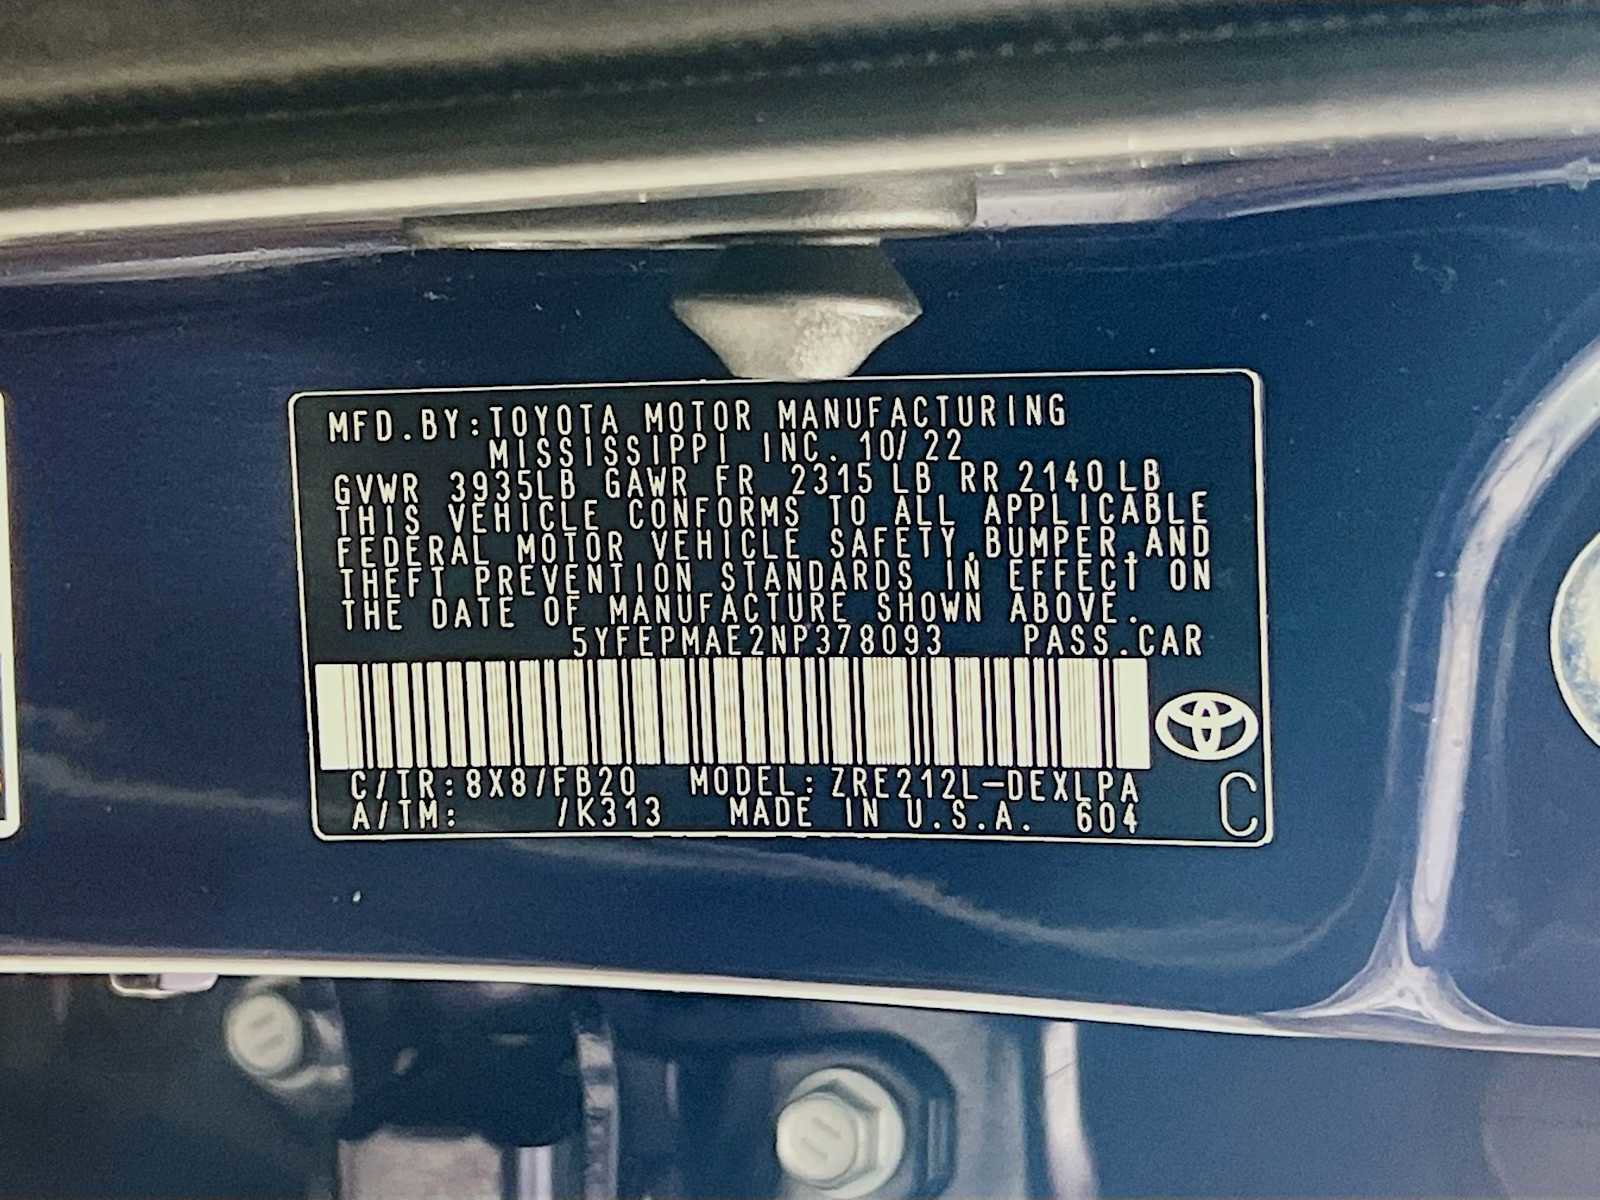 MFD.BY:TOYOTA MOTOR MANUFACTURING
MISSISSIPPI INC. 10/22
GVWR 3935LB GAWR FR 2315 LB RR 2140 LB
THIS VEHICLE CONFORMS TO ALL APPLICABLE
FEDERAL MOTOR VEHICLE SAFETY,BUMPER,AND
THEFT PREVENTION STANDARDS IN EFFECT ON
THE DATE OF MANUFACTURE SHOWN ABOVE.
5YFEPMAE2NP378093 PASS.CAR
C/TR:8X8/FB20 MODEL:ZRE212L-DEXLPA
A/TM: /K313 MADE IN U.S.A. 604 C